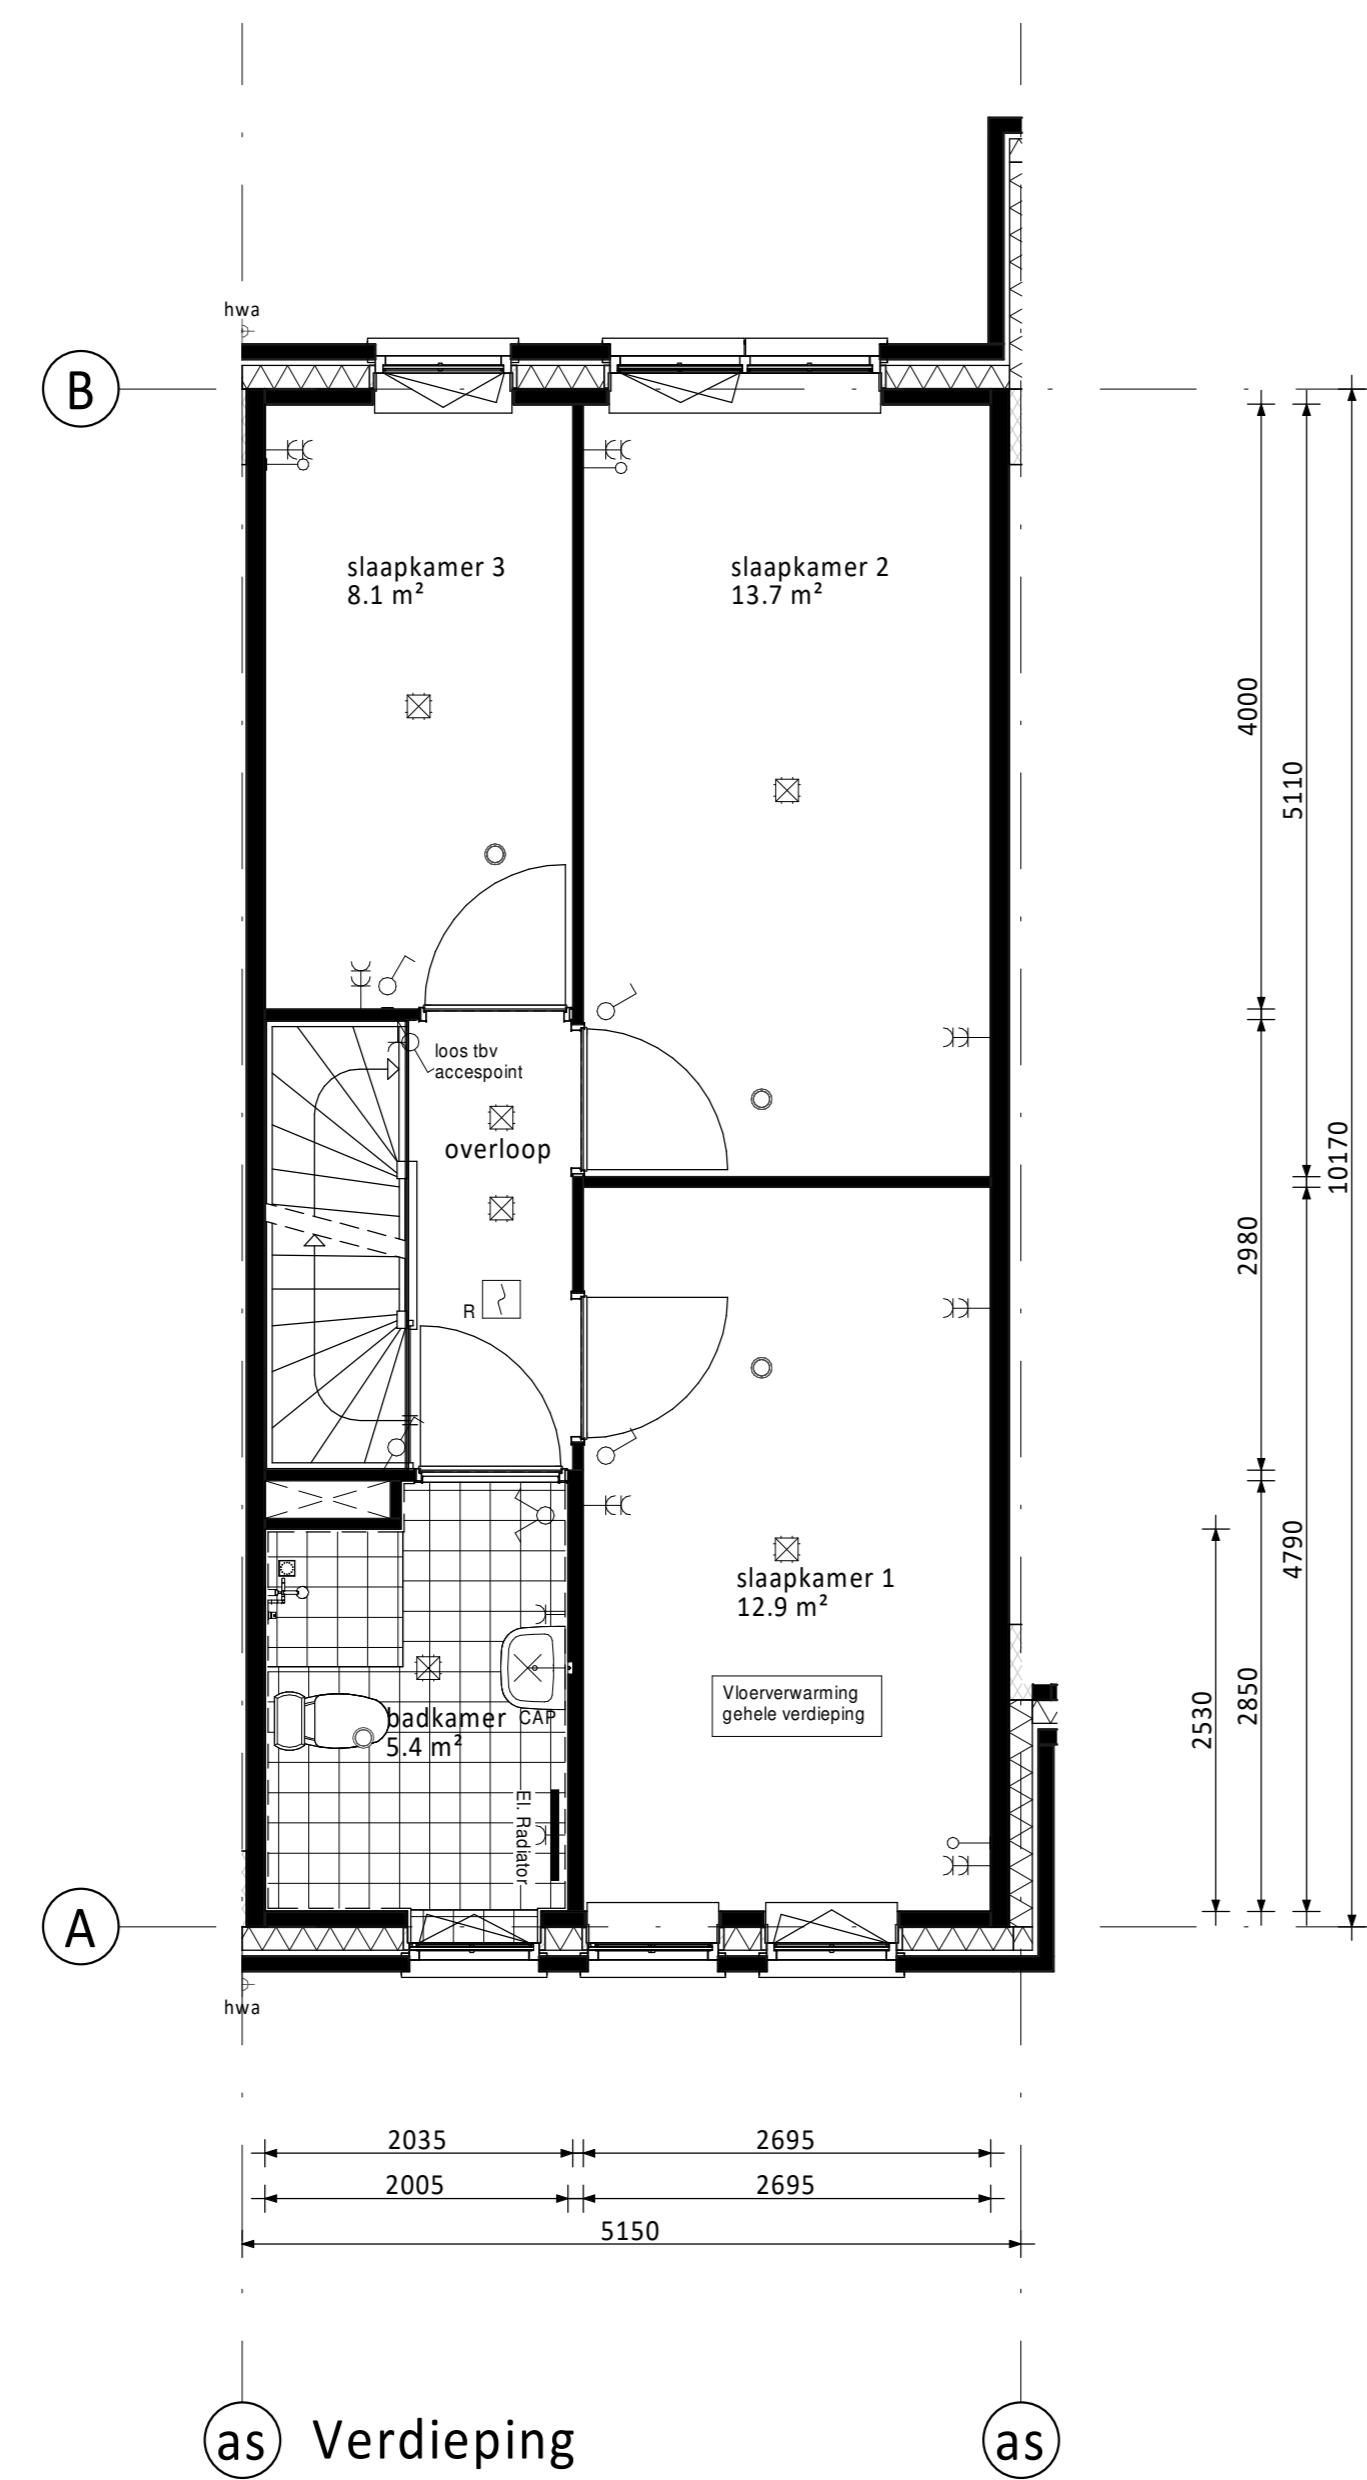 hwa
B
slaapkamer 3
8.1 m²
slaapkamer 2
13.7 m²
4000
5110
loos tbv
accespoint
overloop
10170
2980
R
slaapkamer 1
12.9 m²
4790
Vloerverwarming
gehele verdieping
2530
2850
badkamer
5.4 m²
CAP
El. Radiator
A
hwa
2035
2695
2005
2695
5150
as
Verdieping
as